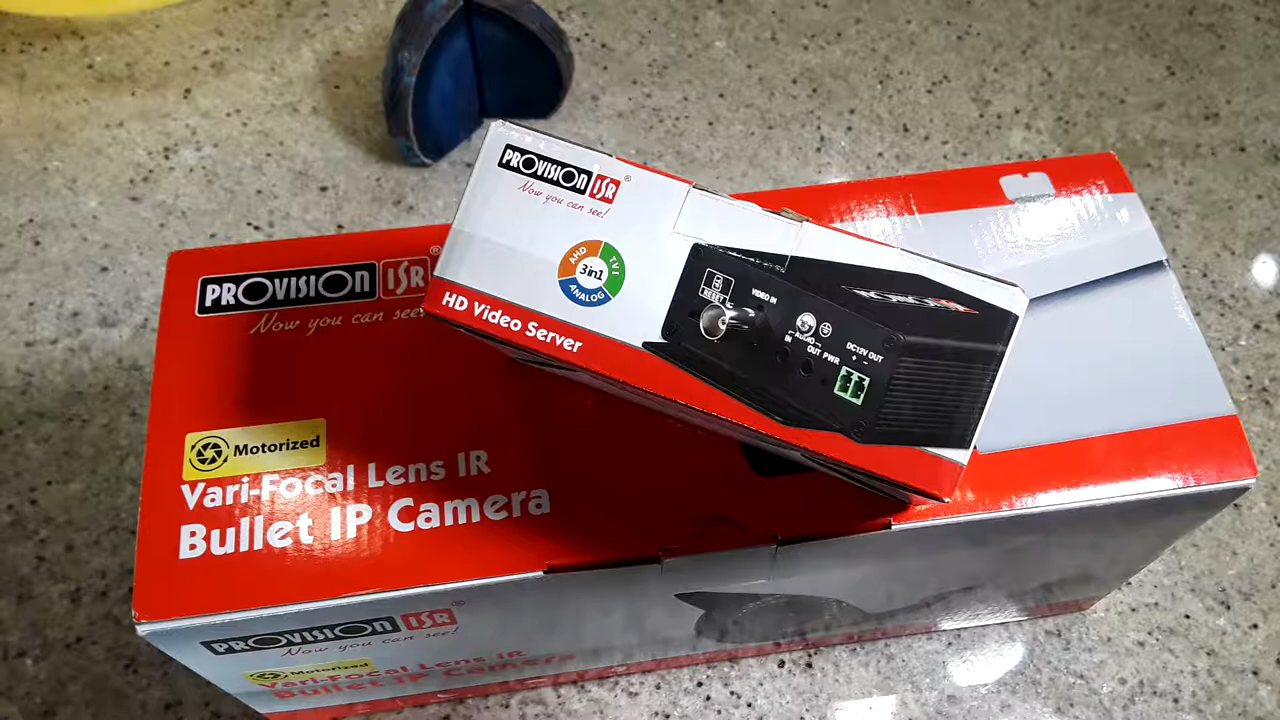 PROVISION ISR®
Now you can see!
AHD
TVI
3in1
ANALOG
HD Video Server
RESET
VIDEO IN
AUDIO
IN
OUT
PWR
DC12V OUT
+ -
PROVISION ISR®
Now you can see
Motorized
Vari-Focal Lens IR
Bullet IP Camera
PROVISION ISR®
Now you can see!
Motorized
Vari-Focal Lens IR
Bullet IP Camera